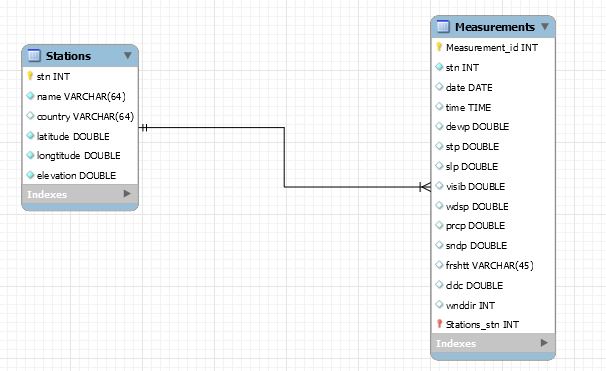 Stations
stn INT
name VARCHAR(64)
country VARCHAR(64)
latitude DOUBLE
longtitude DOUBLE
elevation DOUBLE
Indexes
Measurements
Measurement_id INT
stn INT
date DATE
time TIME
dewp DOUBLE
stp DOUBLE
slp DOUBLE
visib DOUBLE
wdsp DOUBLE
prcp DOUBLE
sndp DOUBLE
frshtt VARCHAR(45)
cldc DOUBLE
wnddir INT
Stations_stn INT
Indexes